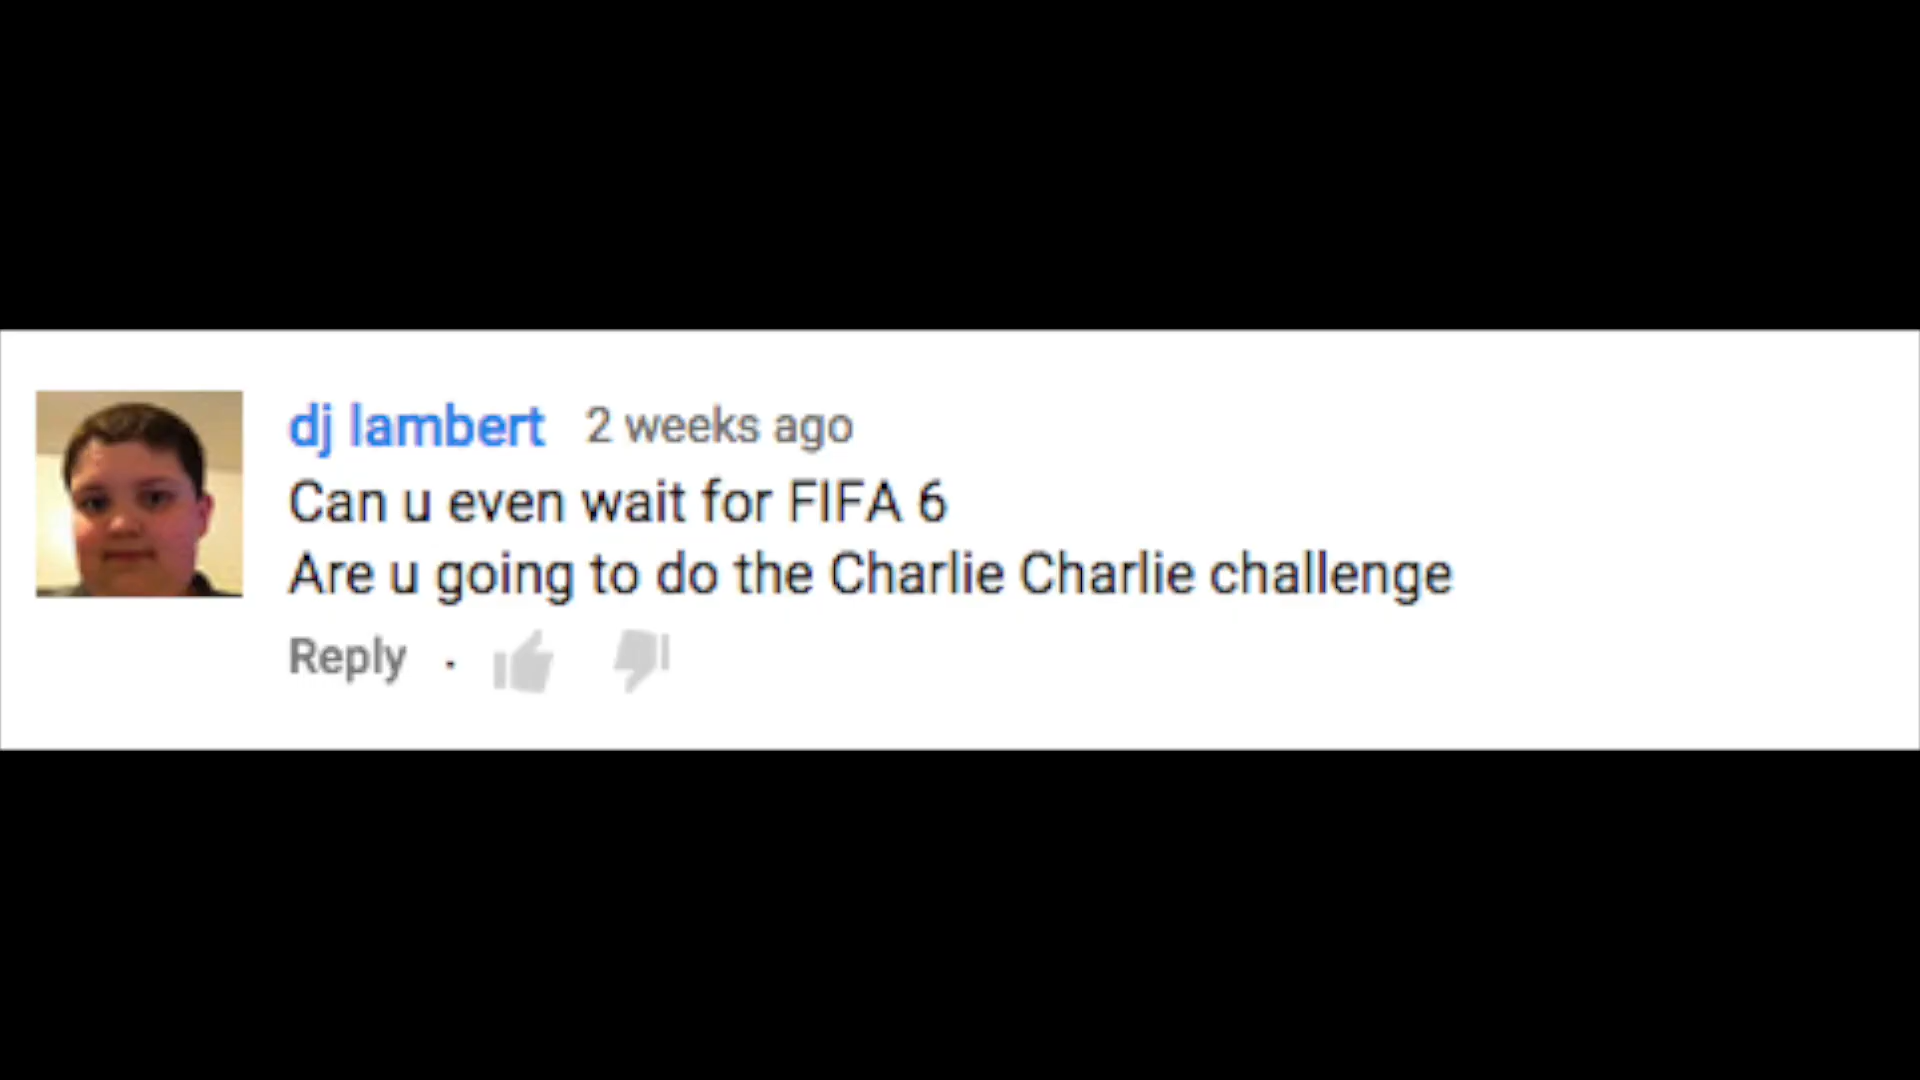 dj lambert 2 weeks ago
Can u even wait for FIFA 6
Are u going to do the Charlie Charlie challenge
Reply ·